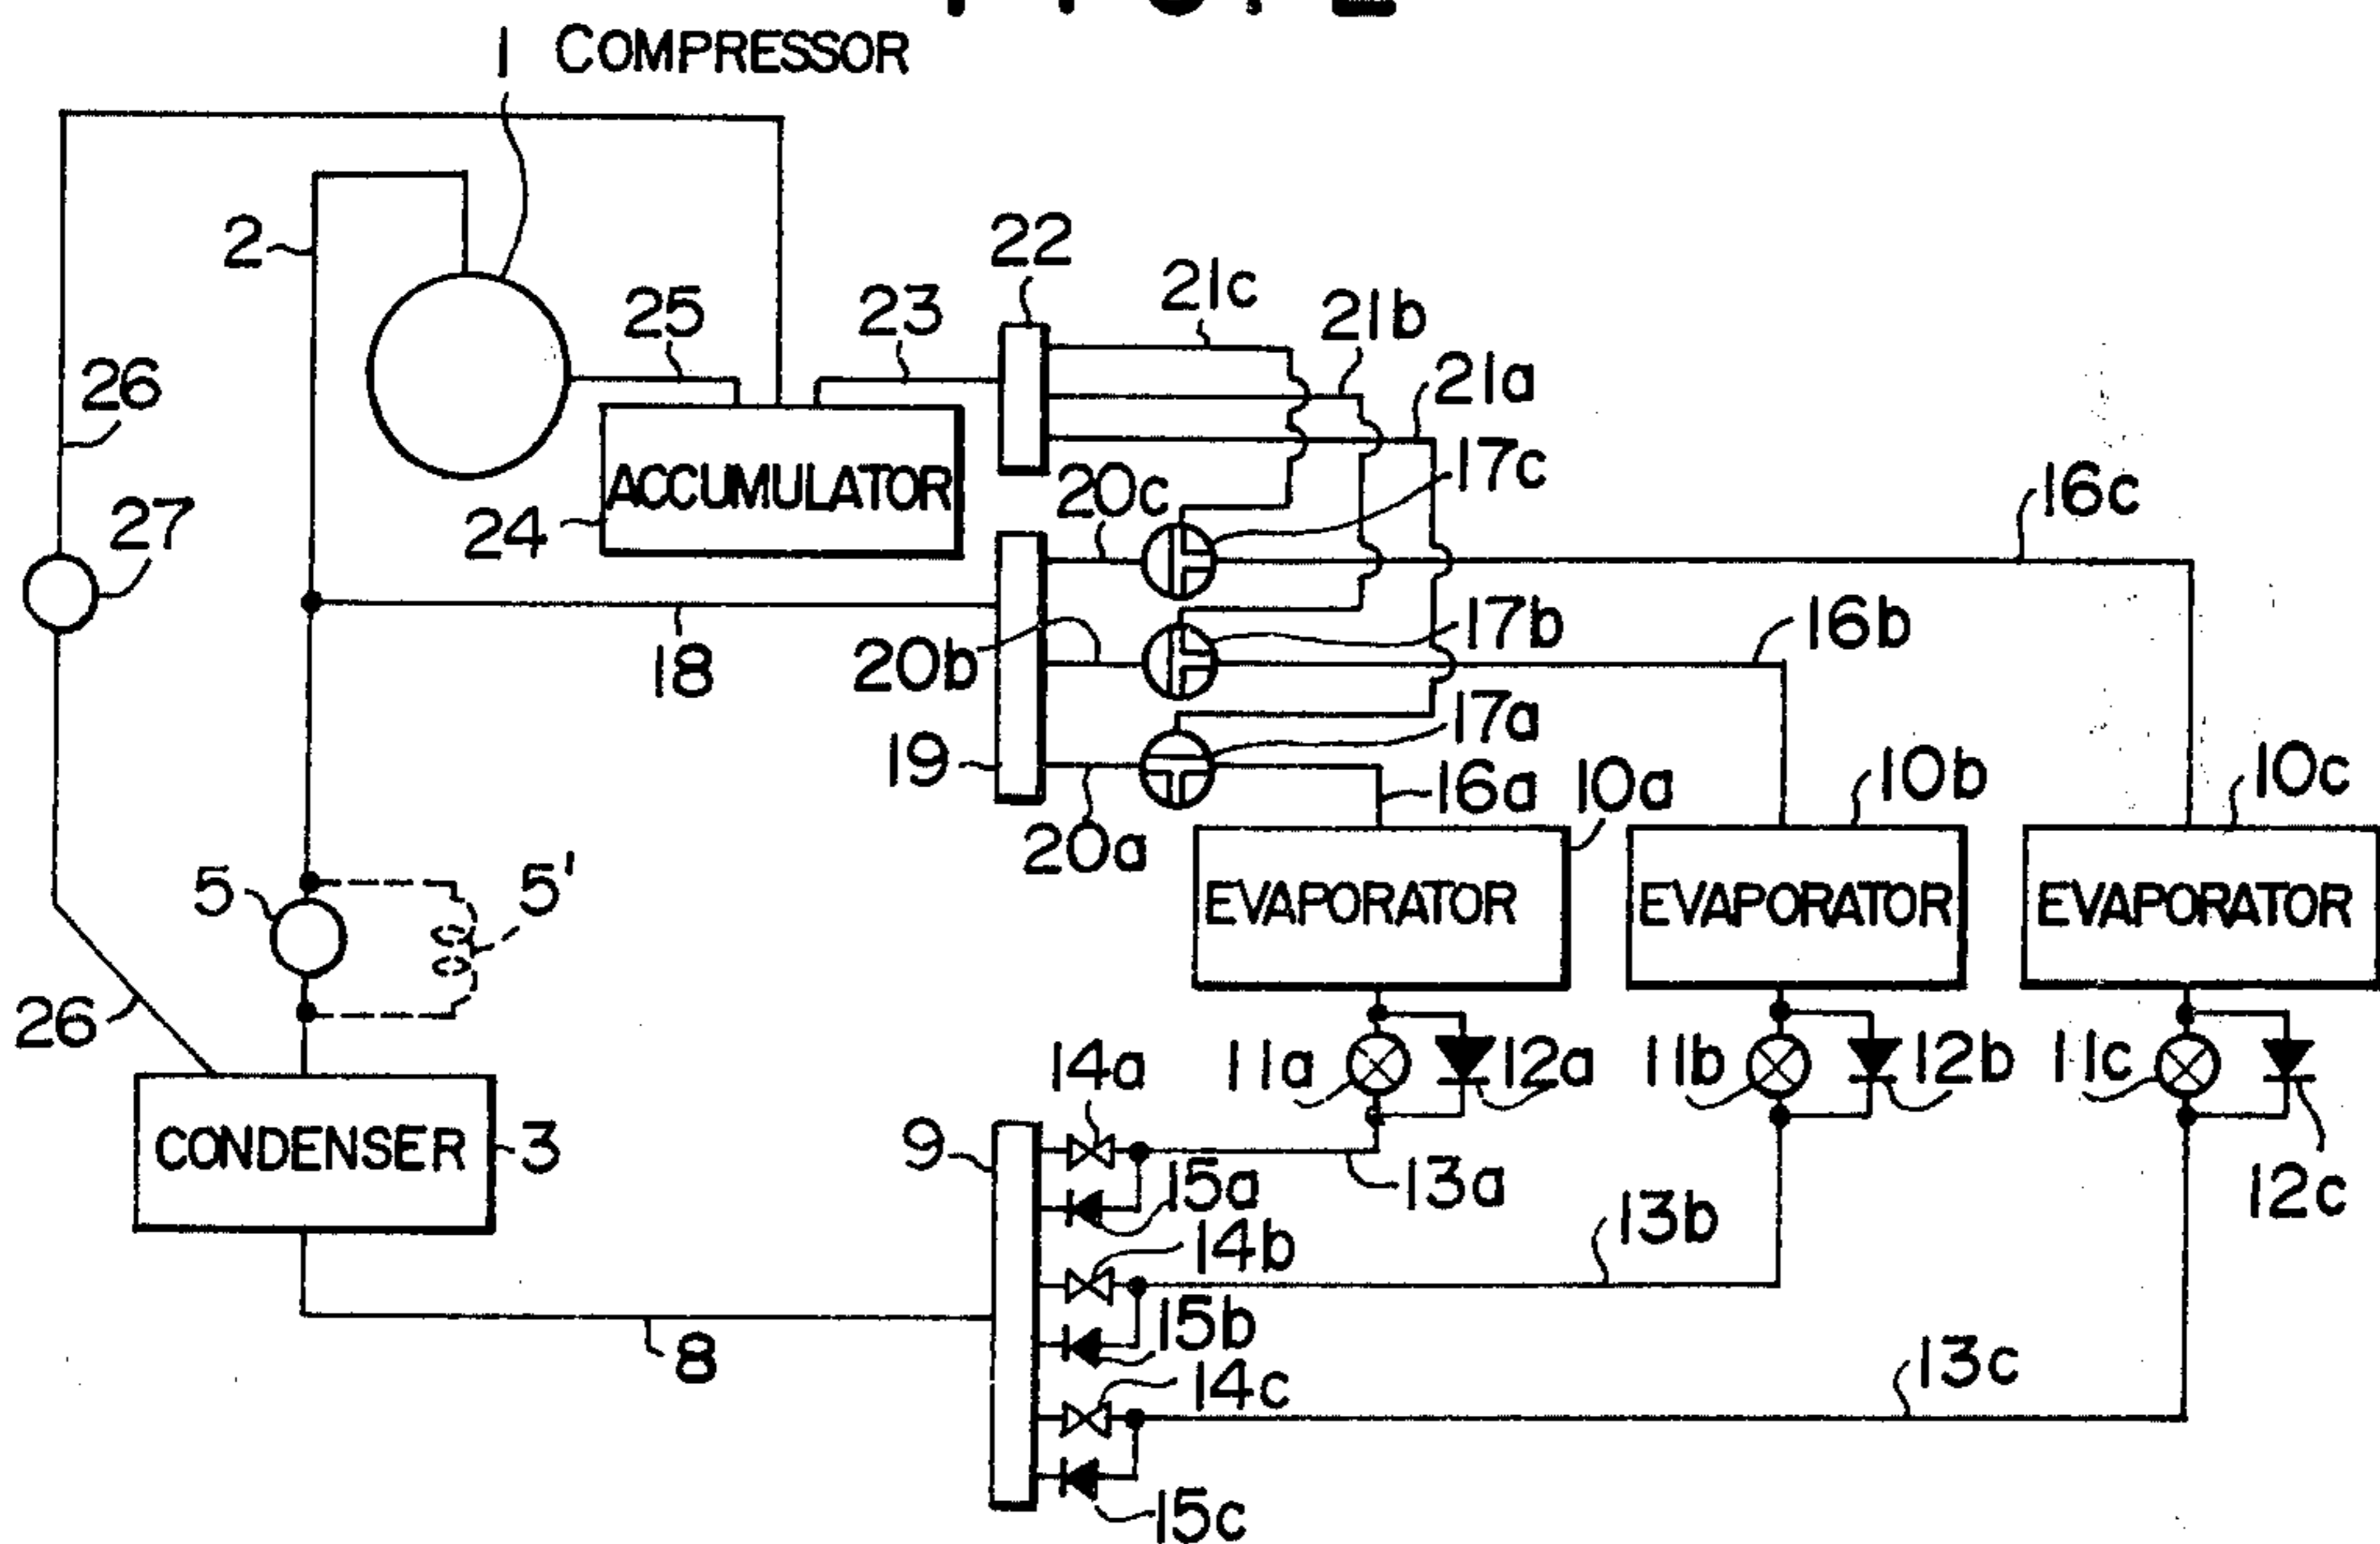 1 COMPRESSOR
2
22
21c
25
23
21b
26
21a
17c
20c
16c
ACCUMULATOR
27
24
17b
16b
20b
18
17a
19
16a
10a
10b
10c
20a
5
5'
EVAPORATOR
EVAPORATOR
EVAPORATOR
26
14a
11a
12a
11b
12b
11c
CONDENSER
3
9
15a
13a
12c
14b
13b
15b
8
14c
13c
15c